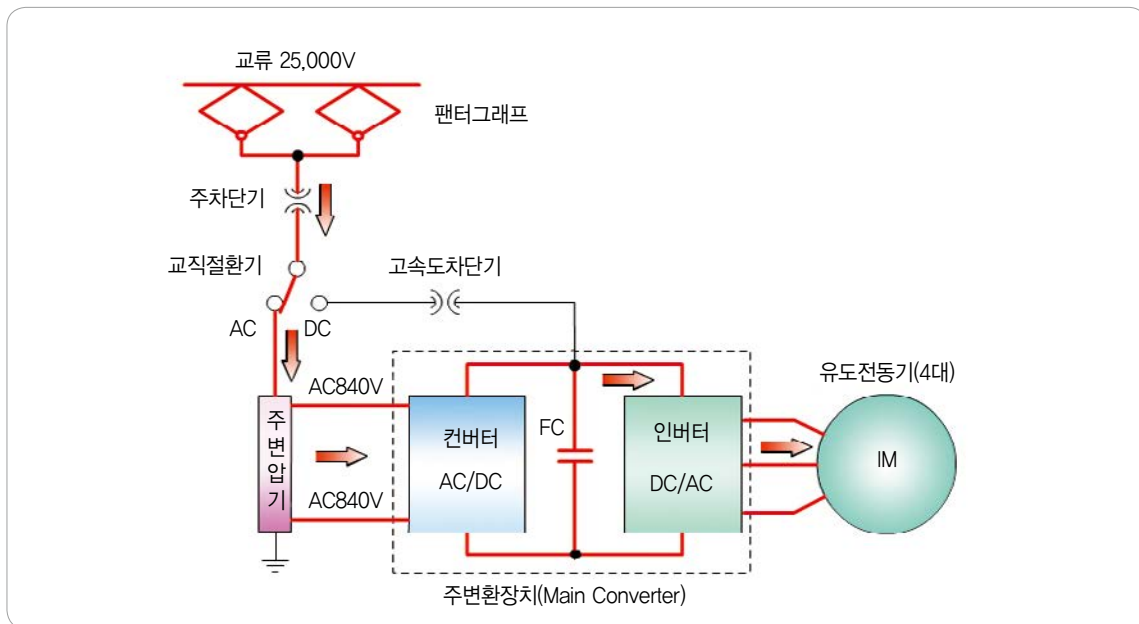 교류 25,000V
팬터그래프
주차단기
교직절환기
고속도차단기
AC
DC
AC840V
유도전동기(4대)
주변압기
컨버터
AC/DC
FC
인버터
DC/AC
IM
AC840V
주변환장치(Main Converter)